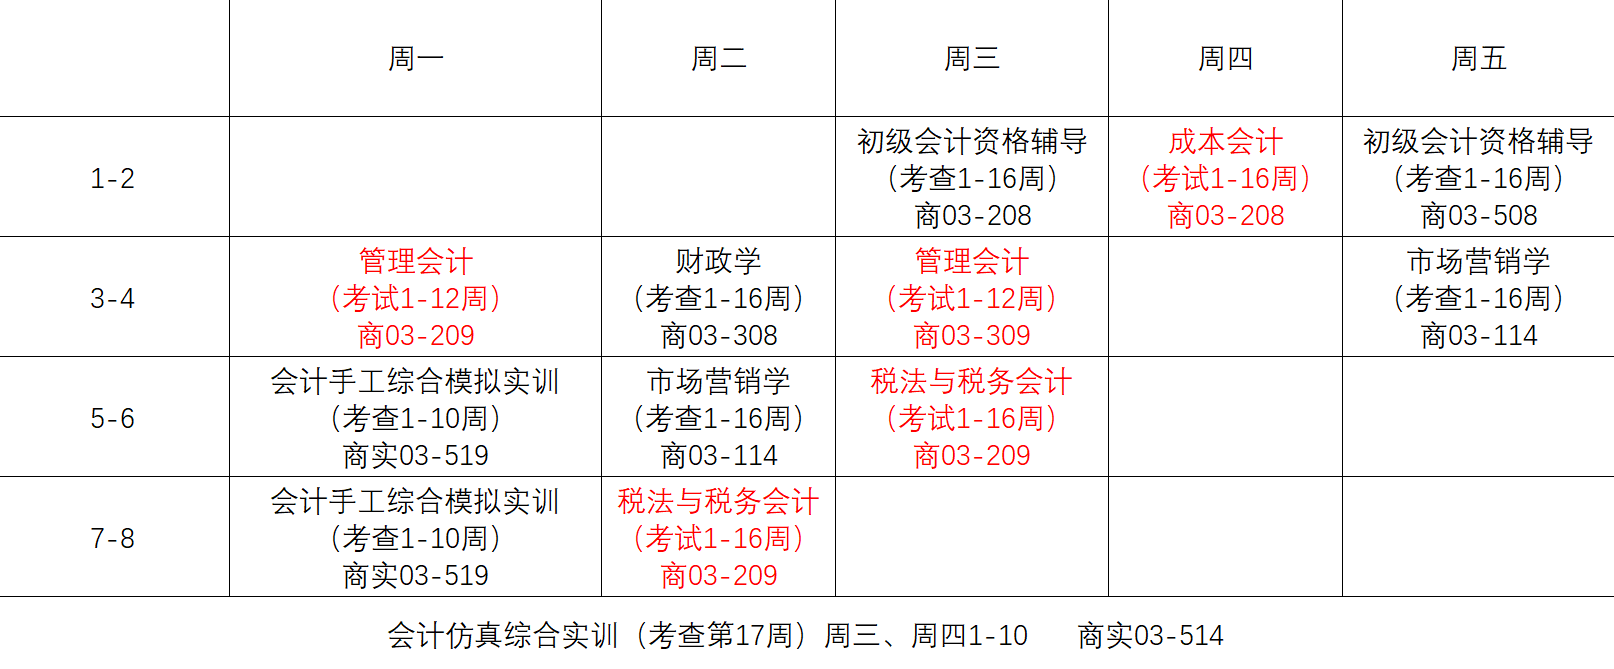 周一 周二 周三 周四 周五
1-2
初级会计资格辅导
（考查1-16周）
商03-208
成本会计
（考试1-16周）
商03-208
初级会计资格辅导
（考查1-16周）
商03-508
3-4
管理会计
（考试1-12周）
商03-209
财政学
（考查1-16周）
商03-308
管理会计
（考试1-12周）
商03-309
市场营销学
（考查1-16周）
商03-114
5-6
会计手工综合模拟实训
（考查1-10周）
商实03-519
市场营销学
（考查1-16周）
商03-114
税法与税务会计
（考试1-16周）
商03-209
7-8
会计手工综合模拟实训
（考查1-10周）
商实03-519
税法与税务会计
（考试1-16周）
商03-209
会计仿真综合实训（考查第17周）周三、周四1-10 商实03-514